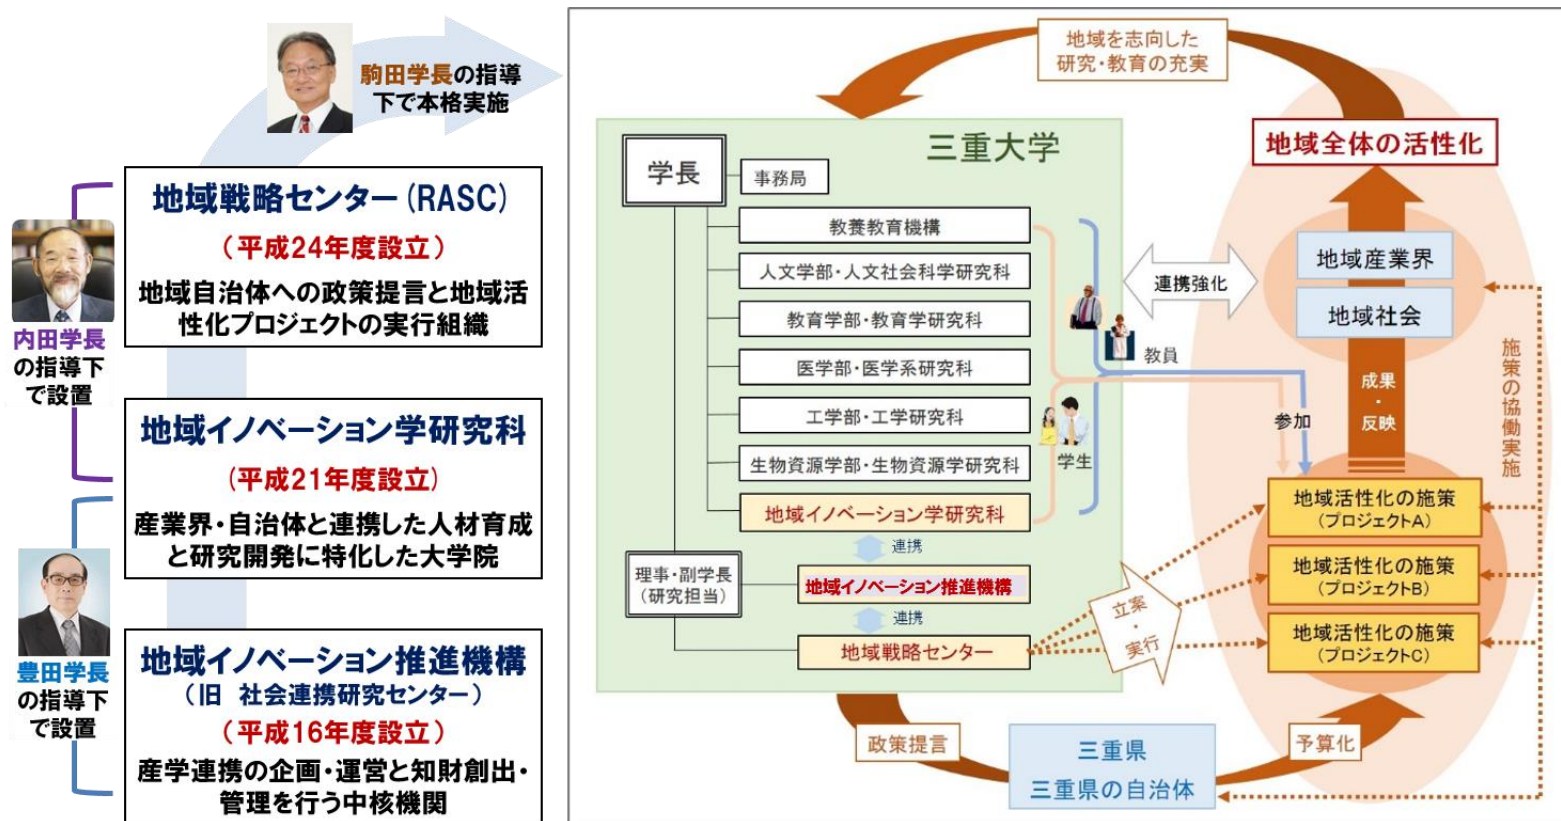 駒田学長の指導
下で本格実施
地域戦略センター(RASC)
(平成24年度設立)
地域自治体への政策提言と地域活
性化プロジェクトの実行組織
内田学長
の指導下
で設置
地域イノベーション学研究科
(平成21年度設立)
産業界・自治体と連携した人材育成
と研究開発に特化した大学院
豊田学長
の指導下
で設置
地域イノベーション推進機構
(旧 社会連携研究センター)
(平成16年度設立)
産学連携の企画・運営と知財創出・
管理を行う中核機関
地域を志向した
研究・教育の充実
三重大学
学長
事務局
教養教育機構
人文学部・人文社会科学研究科
教育学部・教育学研究科
医学部・医学系研究科
工学部・工学研究科
生物資源学部・生物資源学研究科
地域イノベーション学研究科
連携
理事・副学長
(研究担当)
地域イノベーション推進機構
連携
地域戦略センター
教員
学生
連携強化
参加
地域全体の活性化
地域産業界
地域社会
成果
・
反映
施策の協働実施
地域活性化の施策
(プロジェクトA)
地域活性化の施策
(プロジェクトB)
地域活性化の施策
(プロジェクトC)
立案
・
実行
政策提言
三重県
三重県の自治体
予算化